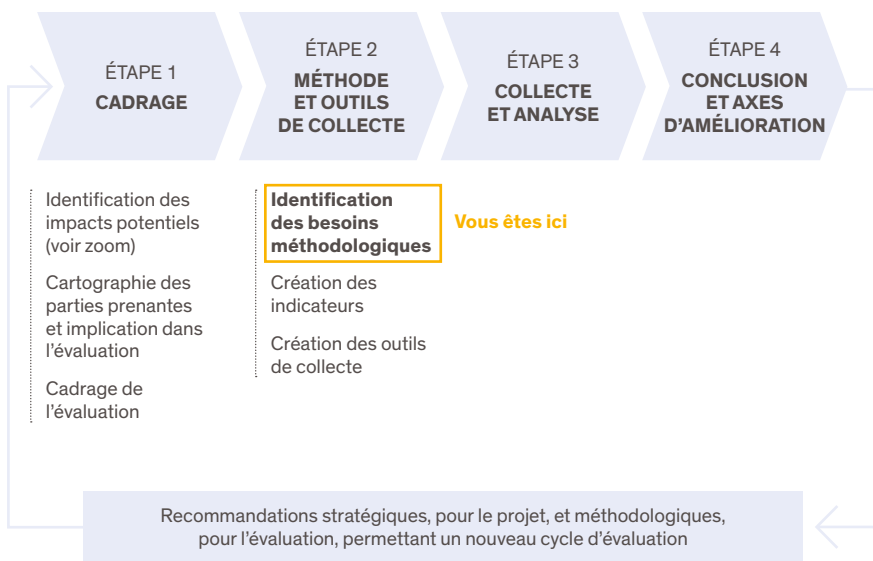 ÉTAPE 1
CADRAGE
ÉTAPE 2
MÉTHODE
ET OUTILS
DE COLLECTE
ÉTAPE 3
COLLECTE
ET ANALYSE
ÉTAPE 4
CONCLUSION
ET AXES
D’AMÉLIORATION
Identification des
impacts potentiels
(voir zoom)
Cartographie des
parties prenantes
et implication dans
l’évaluation
Cadrage de
l’évaluation
Identification
des besoins
méthodologiques
Vous êtes ici
Création des
indicateurs
Création des outils
de collecte
Recommandations stratégiques, pour le projet, et méthodologiques,
pour l’évaluation, permettant un nouveau cycle d’évaluation